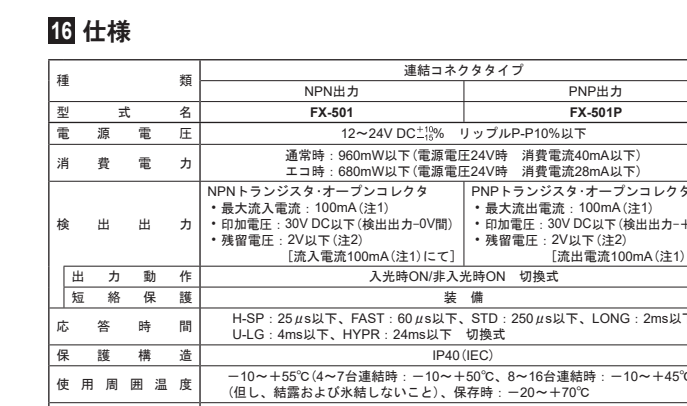 16 仕様
種類 連結コネクタタイプ
NPN出力 PNP出力
型式名 FX-501 FX-501P
電源電圧 12～24V DC+10-15% リップルP-P10%以下
消費電力 通常時：960mW以下（電源電圧24V時 消費電流40mA以下）
エコ時：680mW以下（電源電圧24V時 消費電流28mA以下）
検出出力 NPNトランジスタ・オープンコレクタ PNPトランジスタ・オープンコレクタ
・最大流入電流：100mA（注1） ・最大流出電流：100mA（注1）
・印加電圧：30V DC以下（検出出力−0V間） ・印加電圧：30V DC以下（検出出力−+
・残留電圧：2V以下（注2） ・残留電圧：2V以下（注2）
［流入電流100mA（注1）にて］ ［流出電流100mA（注1）
出力動作 入光時ON/非入光時ON 切換式
短絡保護 装備
応答時間 H-SP：25μs以下、FAST：60μs以下、STD：250μs以下、LONG：2ms以下
U-LG：4ms以下、HYPR：24ms以下 切換式
保護構造 IP40（IEC）
使用周囲温度 −10～+55℃（4～7台連結時：−10～+50℃、8～16台連結時：−10～+45℃
（但し、結露および氷結しないこと）、保存時：−20～+70℃